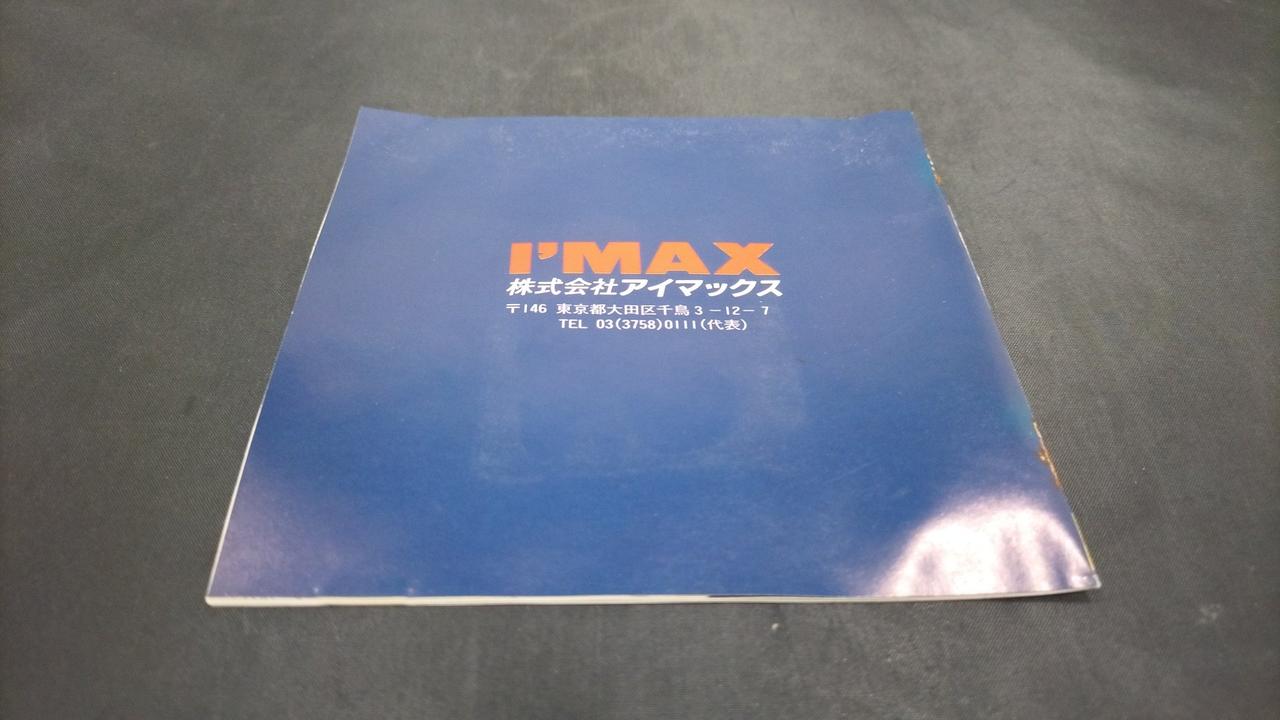 I'MAX
株式会社アイマックス
〒146 東京都大田区千鳥3-12-7
TEL 03(3758)0111(代表)